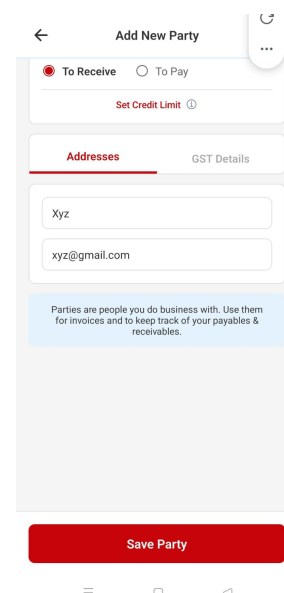 Add New Party
To Receive To Pay
Set Credit Limit
Addresses GST Details
Xyz
xyz@gmail.com
Parties are people you do business with. Use them
for invoices and to keep track of your payables &
receivables.
Save Party